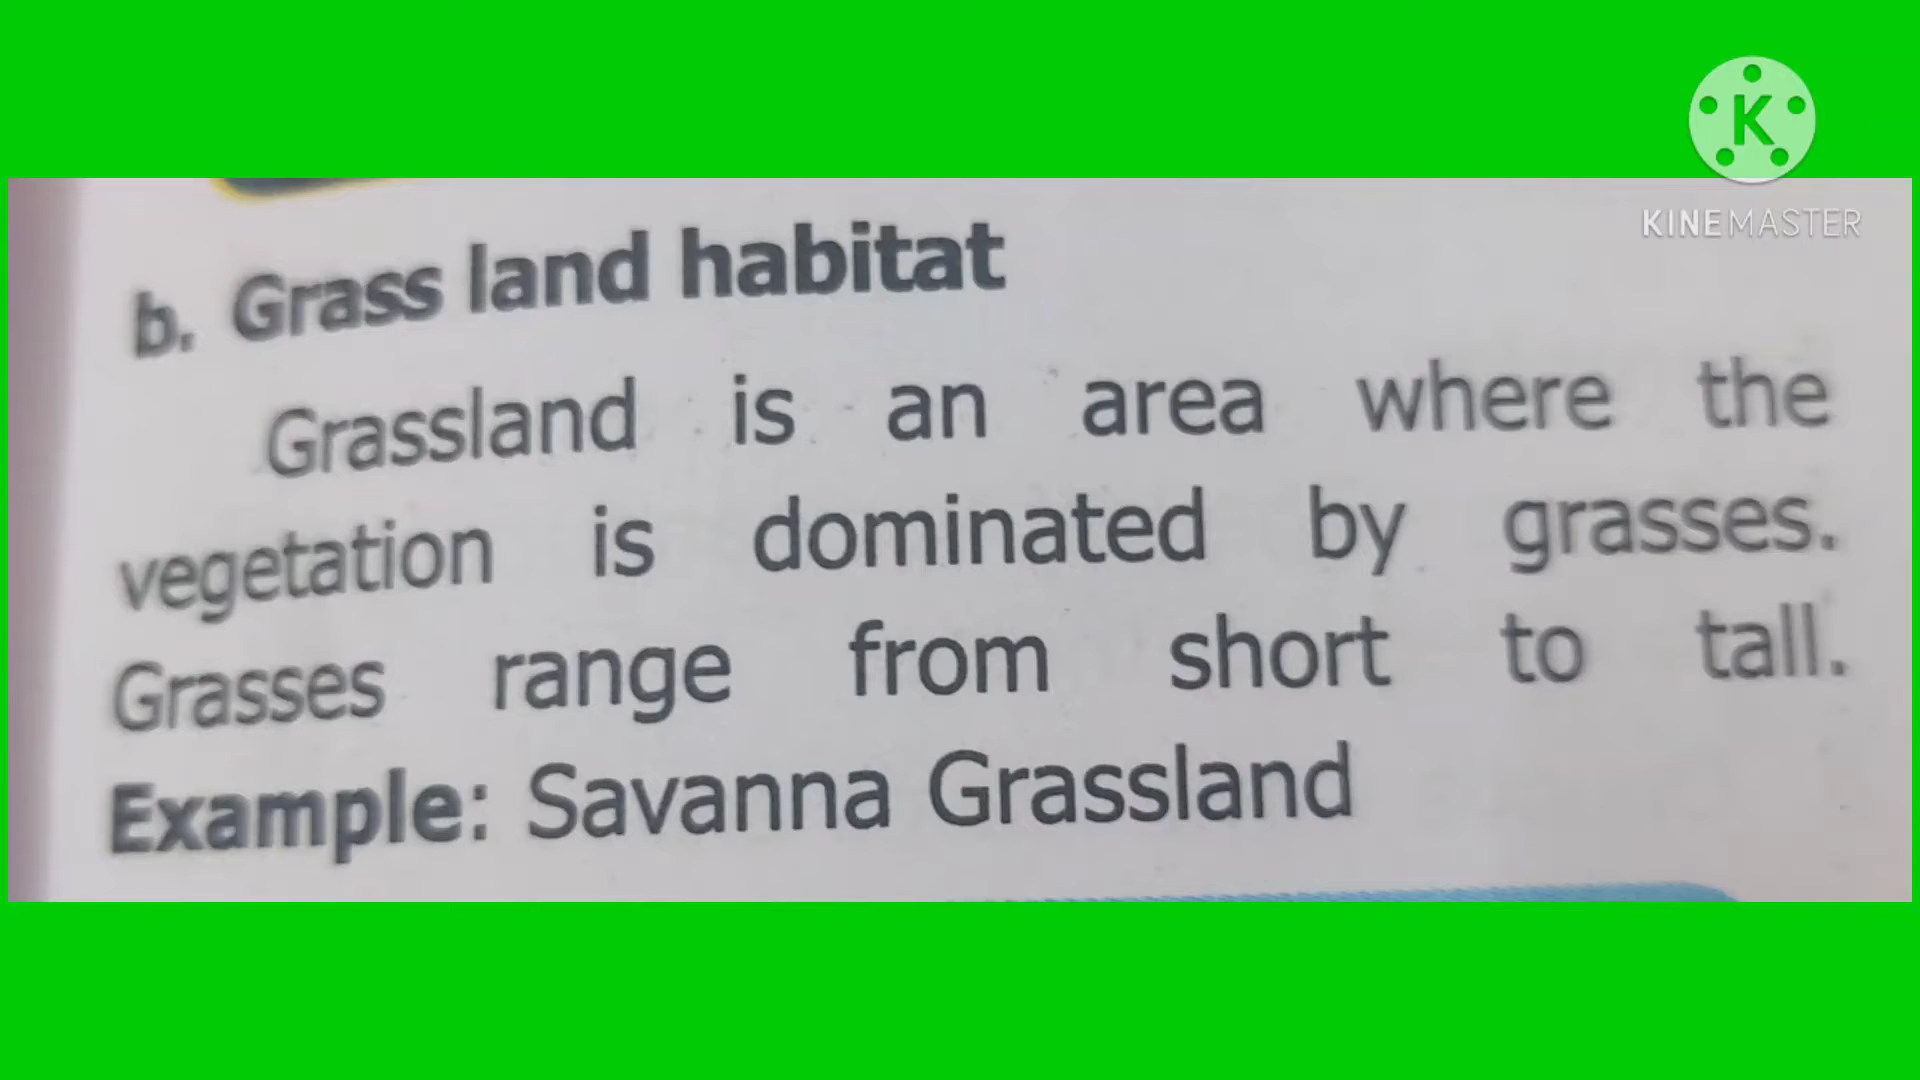 K
KINEMASTER
b. Grass land habitat
Grassland is an area where the
vegetation is dominated by grasses.
Grasses range from short to tall.
Example: Savanna Grassland